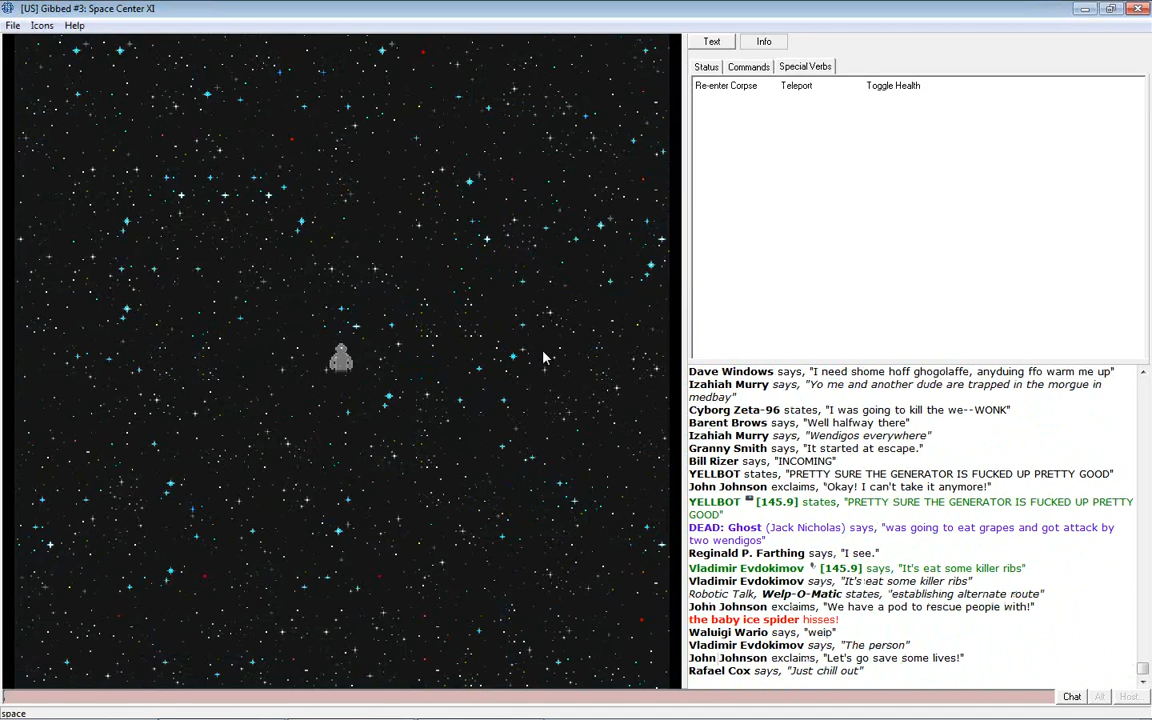 [US] Gibbed #3: Space Center XI
File Icons Help
Text Info
Status Commands Special Verbs
Re-enter Corpse Teleport Toggle Health
Dave Windows says, "I need shome hoff ghogolaffe, anyduing ffo warm me up"
Izahiah Murry says, "Yo me and another dude are trapped in the morgue in
medbay"
Cyborg Zeta-96 states, "I was going to kill the we--WONK"
Barent Brows says, "Well halfway there"
Izahiah Murry says, "Wendigos everywhere"
Granny Smith says, "It started at escape."
Bill Rizer says, "INCOMING"
YELLBOT states, "PRETTY SURE THE GENERATOR IS FUCKED UP PRETTY GOOD"
John Johnson exclaims, "Okay! I can't take it anymore!"
YELLBOT [145.9] states, "PRETTY SURE THE GENERATOR IS FUCKED UP PRETTY
GOOD"
DEAD: Ghost (Jack Nicholas) says, "was going to eat grapes and got attack by
two wendigos"
Reginald P. Farthing says, "I see."
Vladimir Evdokimov [145.9] says, "It's eat some killer ribs"
Vladimir Evdokimov says, "It's eat some killer ribs"
Robotic Talk, Welp-O-Matic states, "establishing alternate route"
John Johnson exclaims, "We have a pod to rescue people with!"
the baby ice spider hisses!
Waluigi Wario says, "weip"
Vladimir Evdokimov says, "The person"
John Johnson exclaims, "Let's go save some lives!"
Rafael Cox says, "Just chill out"
Chat Alt Host
space